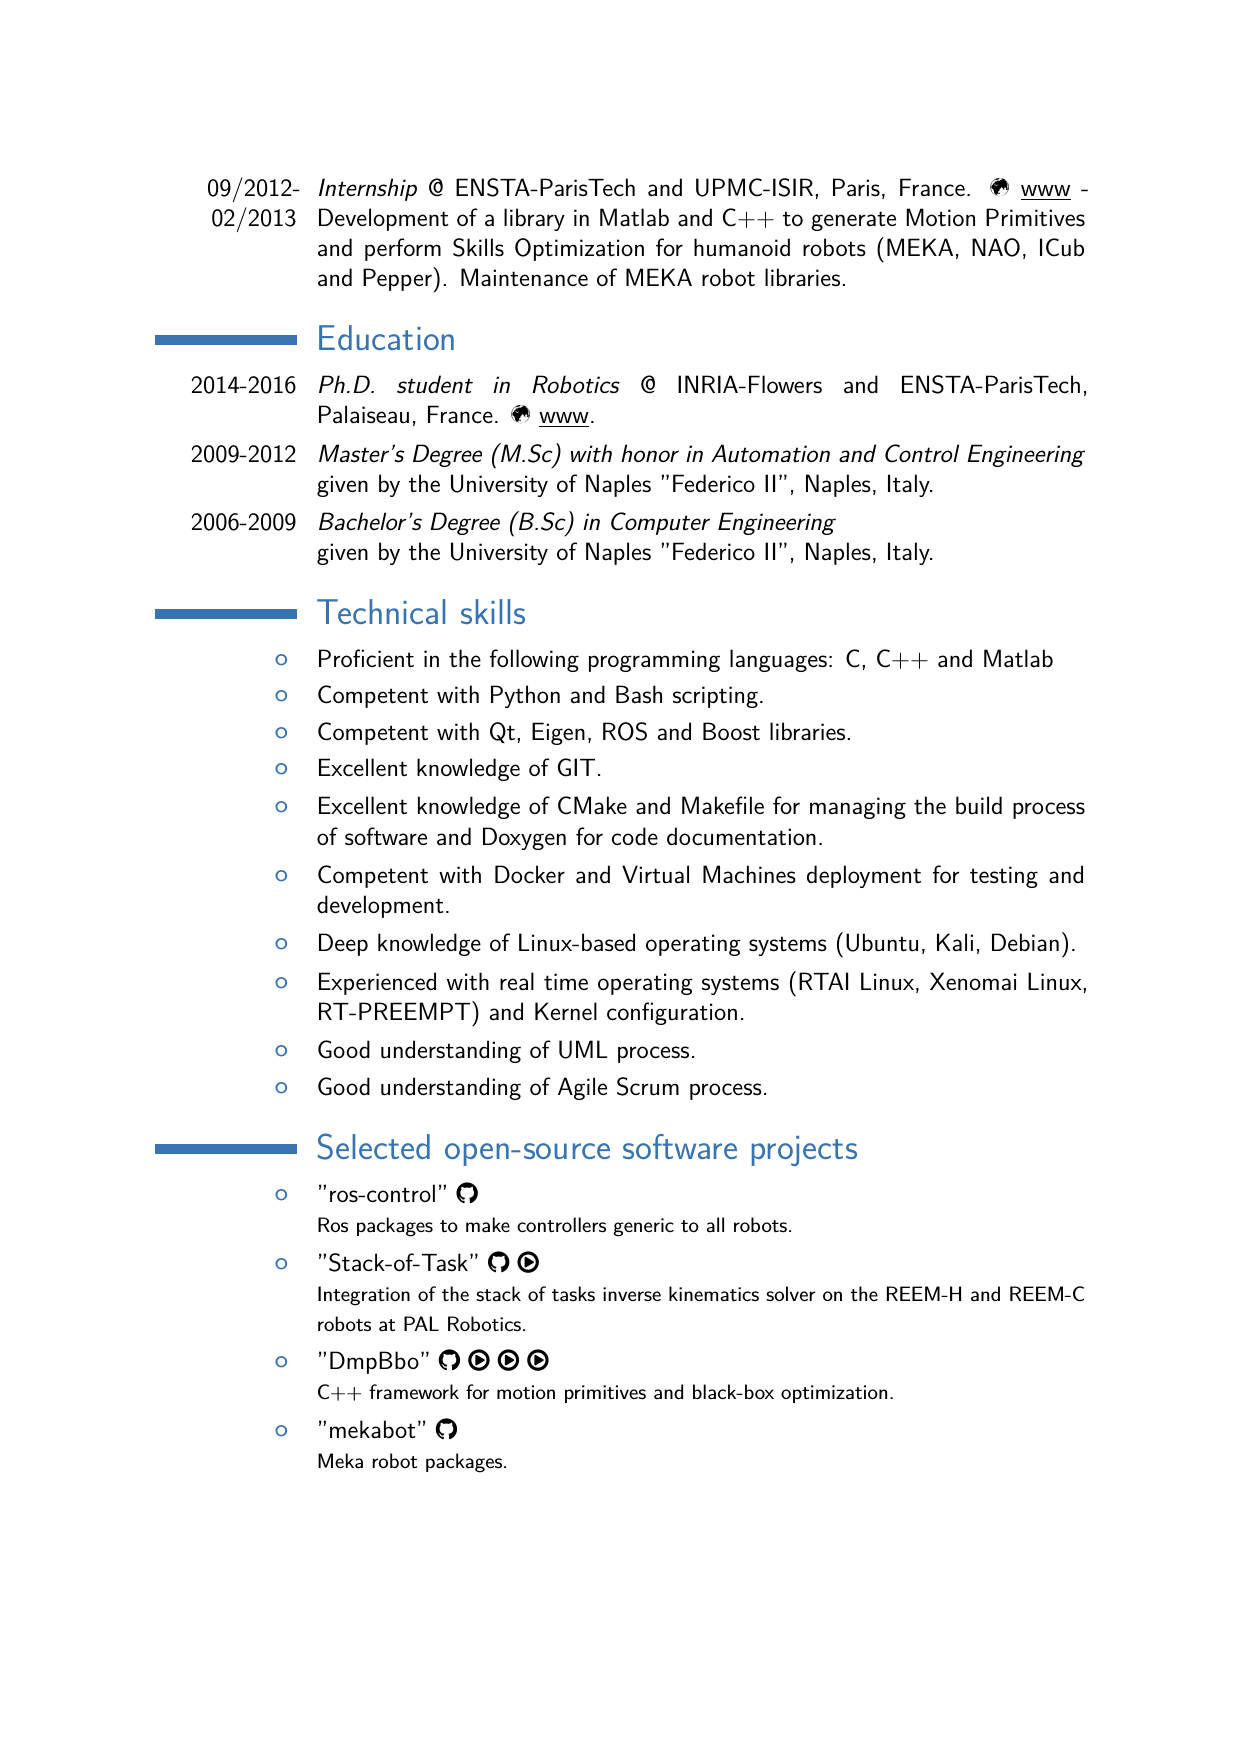 09/2012- Internship @ ENSTA-ParisTech and UPMC-ISIR, Paris, France. www -
02/2013 Development of a library in Matlab and C++ to generate Motion Primitives
and perform Skills Optimization for humanoid robots (MEKA, NAO, ICub
and Pepper). Maintenance of MEKA robot libraries.
Education
2014-2016 Ph.D. student in Robotics @ INRIA-Flowers and ENSTA-ParisTech,
Palaiseau, France. www.
2009-2012 Master's Degree (M.Sc) with honor in Automation and Control Engineering
given by the University of Naples "Federico II", Naples, Italy.
2006-2009 Bachelor's Degree (B.Sc) in Computer Engineering
given by the University of Naples "Federico II", Naples, Italy.
Technical skills
Proficient in the following programming languages: C, C++ and Matlab
Competent with Python and Bash scripting.
Competent with Qt, Eigen, ROS and Boost libraries.
Excellent knowledge of GIT.
Excellent knowledge of CMake and Makefile for managing the build process
of software and Doxygen for code documentation.
Competent with Docker and Virtual Machines deployment for testing and
development.
Deep knowledge of Linux-based operating systems (Ubuntu, Kali, Debian).
Experienced with real time operating systems (RTAI Linux, Xenomai Linux,
RT-PREEMPT) and Kernel configuration.
Good understanding of UML process.
Good understanding of Agile Scrum process.
Selected open-source software projects
"ros-control"
Ros packages to make controllers generic to all robots.
"Stack-of-Task"
Integration of the stack of tasks inverse kinematics solver on the REEM-H and REEM-C
robots at PAL Robotics.
"DmpBbo"
C++ framework for motion primitives and black-box optimization.
"mekabot"
Meka robot packages.